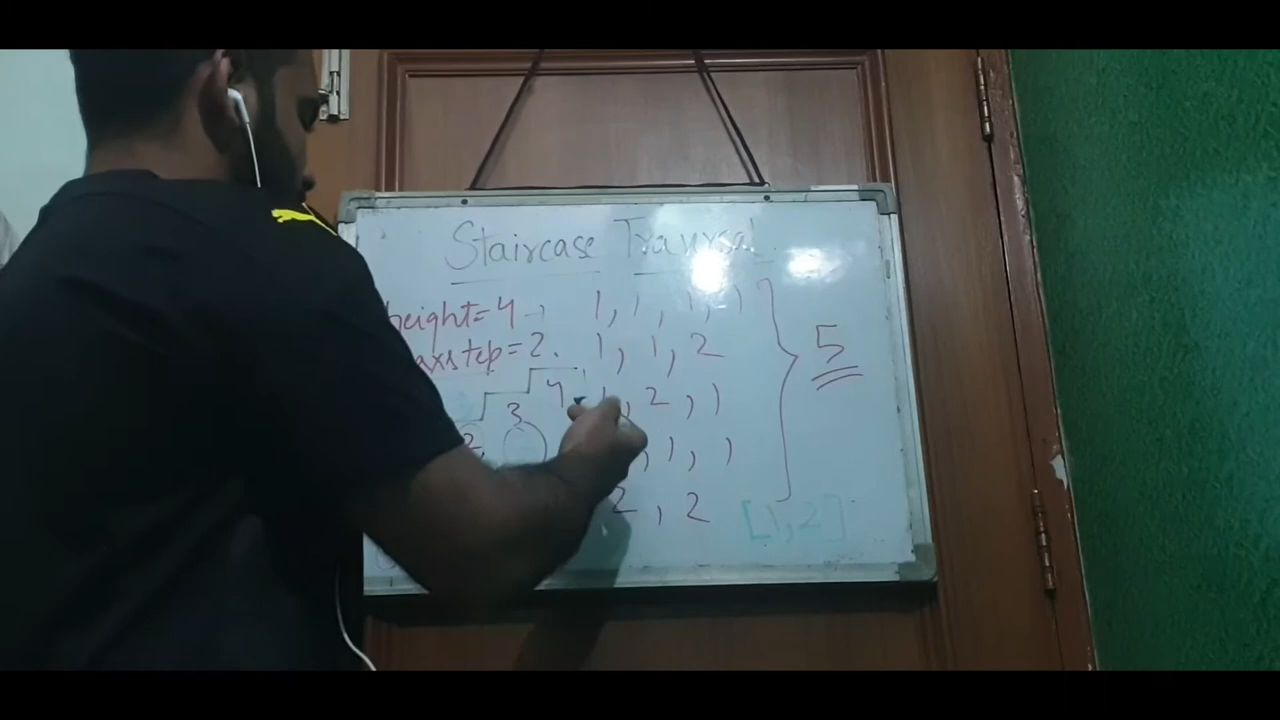 Staircase Traversal
height=4 1, 1, 1, 1
axstep=2. 1, 1, 2
4 1, 2, 1
3
2 , 1, 1
2, 2 [1,2]
5